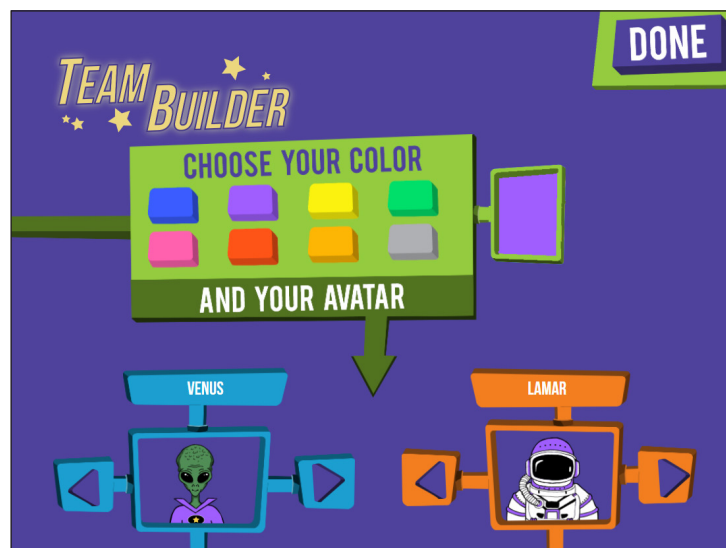 TEAM BUILDER
DONE
CHOOSE YOUR COLOR
AND YOUR AVATAR
VENUS
LAMAR